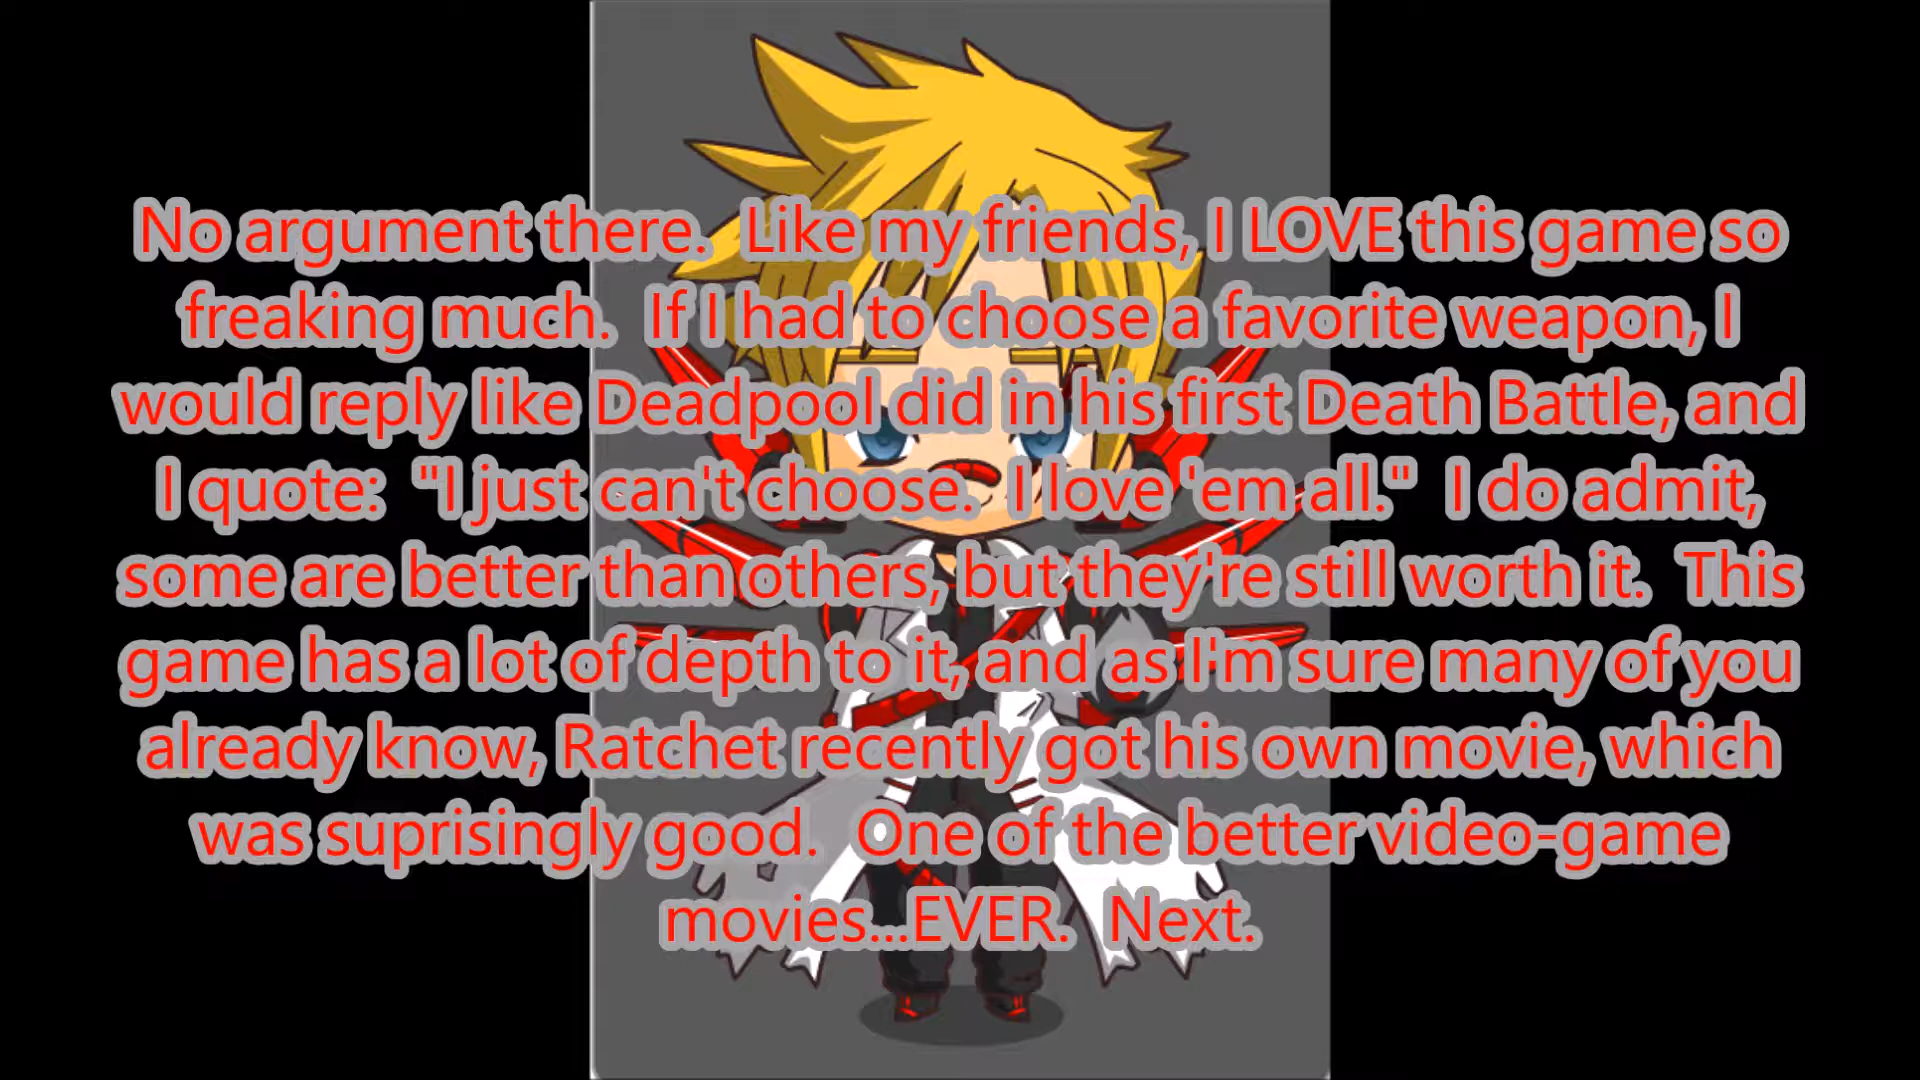 No argument there.  Like my friends, I LOVE this game so
freaking much.  If I had to choose a favorite weapon, I
would reply like Deadpool did in his first Death Battle, and
I quote:  "I just can't choose.  I love 'em all."  I do admit,
some are better than others, but they're still worth it.  This
game has a lot of depth to it, and as I'm sure many of you
already know, Ratchet recently got his own movie, which
was suprisingly good.  One of the better video-game
movies...EVER.  Next.